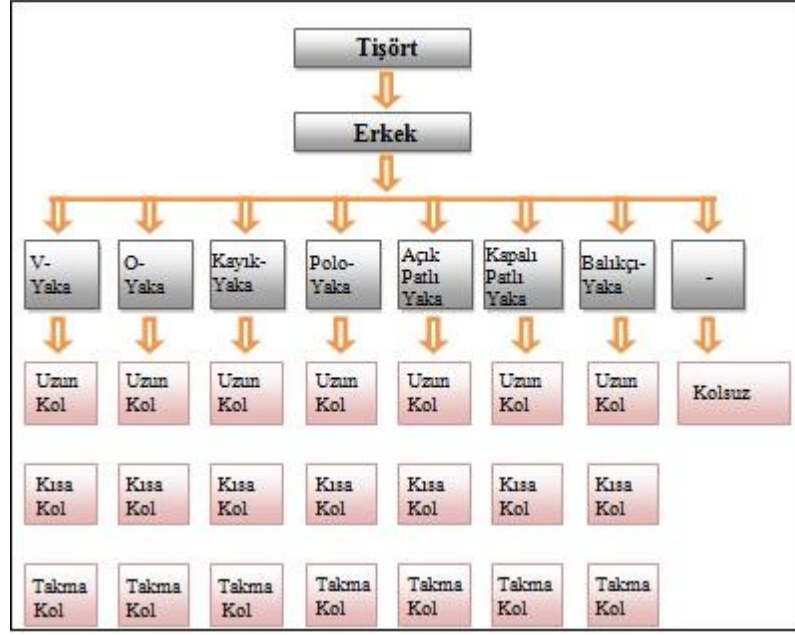 Tişört
Erkek
V-
Yaka
O-
Yaka
Kayık-
Yaka
Polo-
Yaka
Açık
Patlı
Yaka
Kapalı
Patlı
Yaka
Balıkçı-
Yaka
-
Uzun
Kol
Uzun
Kol
Uzun
Kol
Uzun
Kol
Uzun
Kol
Uzun
Kol
Uzun
Kol
Kolsuz
Kısa
Kol
Kısa
Kol
Kısa
Kol
Kısa
Kol
Kısa
Kol
Kısa
Kol
Kısa
Kol
Takma
Kol
Takma
Kol
Takma
Kol
Takma
Kol
Takma
Kol
Takma
Kol
Takma
Kol